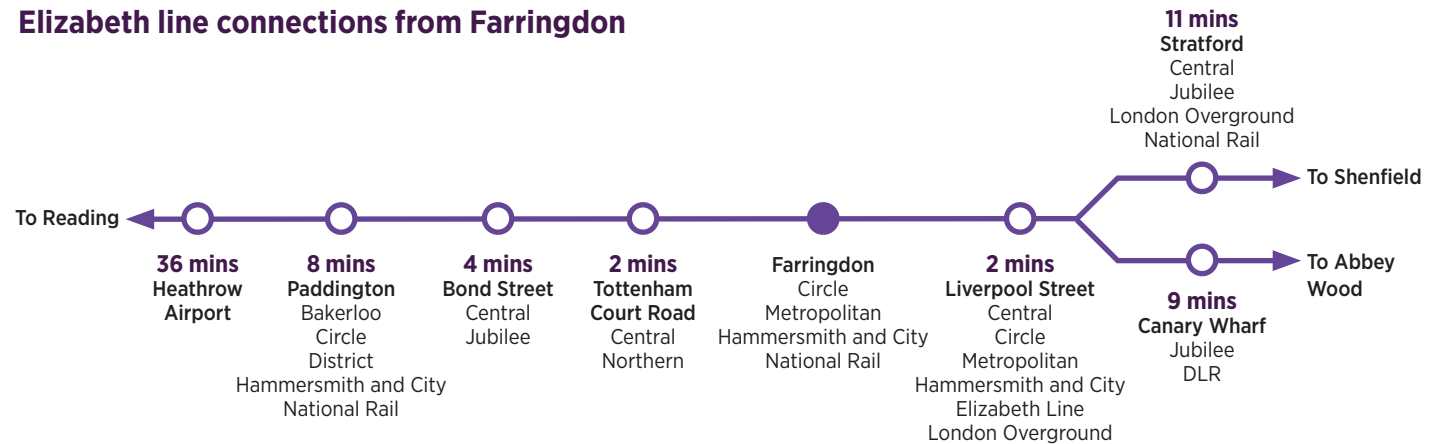 Elizabeth line connections from Farringdon
11 mins
Stratford
Central
Jubilee
London Overground
National Rail
To Shenfield
To Reading
36 mins
Heathrow
Airport
8 mins
Paddington
Bakerloo
Circle
District
Hammersmith and City
National Rail
4 mins
Bond Street
Central
Jubilee
2 mins
Tottenham
Court Road
Central
Northern
Farringdon
Circle
Metropolitan
Hammersmith and City
National Rail
2 mins
Liverpool Street
Central
Circle
Metropolitan
Hammersmith and City
Elizabeth Line
London Overground
To Abbey
Wood
9 mins
Canary Wharf
Jubilee
DLR